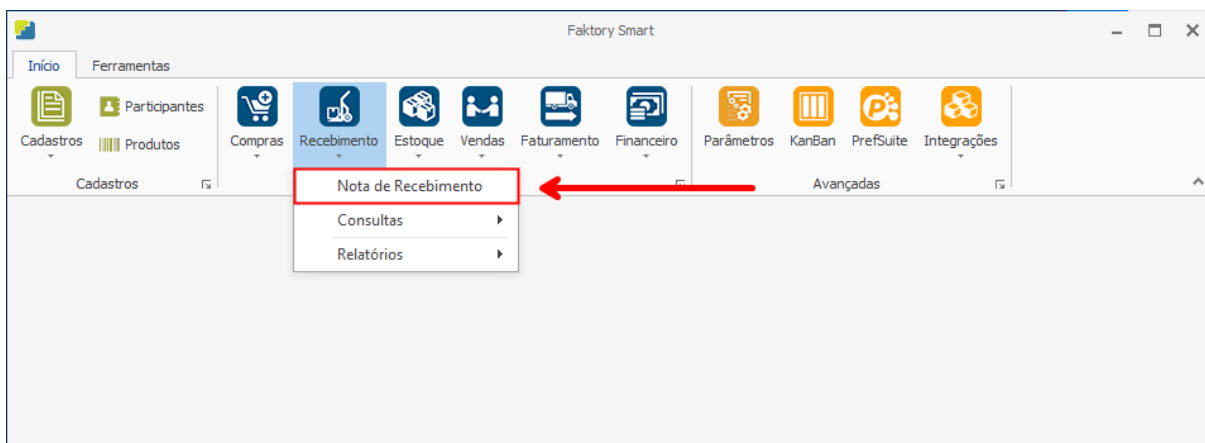 Faktory Smart
Início Ferramentas
Participantes
Produtos
Cadastros Compras Recebimento Estoque Vendas Faturamento Financeiro Parâmetros KanBan PrefSuite Integrações
Cadastros Avançadas
Nota de Recebimento
Consultas
Relatórios